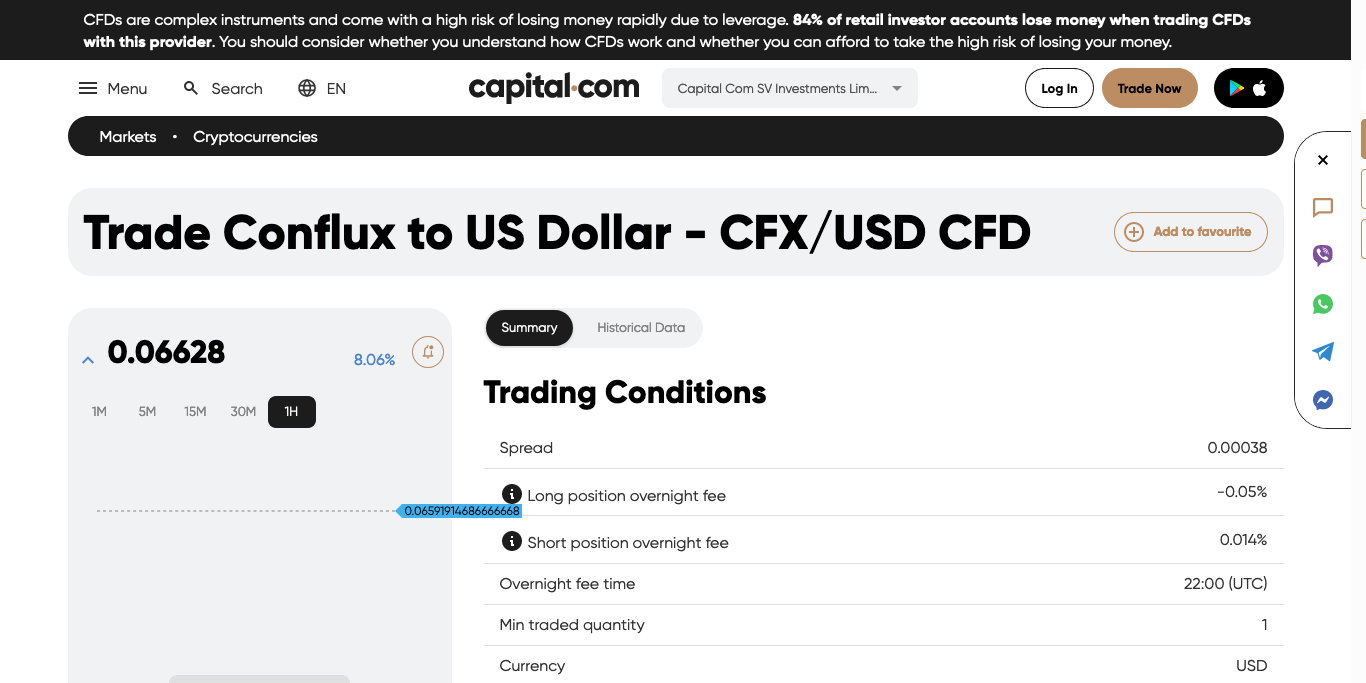 CFDs are complex instruments and come with a high risk of losing money rapidly due to leverage. 84% of retail investor accounts lose money when trading CFDs
with this provider. You should consider whether you understand how CFDs work and whether you can afford to take the high risk of losing your money.
Menu
Search
EN
capital.com
Capital Com SV Investments Lim...
Log In
Trade Now
Markets • Cryptocurrencies
Trade Conflux to US Dollar - CFX/USD CFD
Add to favourite
0.06628
8.06%
1M 5M 15M 30M 1H
0.06591914686666668
Summary
Historical Data
Trading Conditions
Spread 0.00038
Long position overnight fee -0.05%
Short position overnight fee 0.014%
Overnight fee time 22:00 (UTC)
Min traded quantity 1
Currency USD